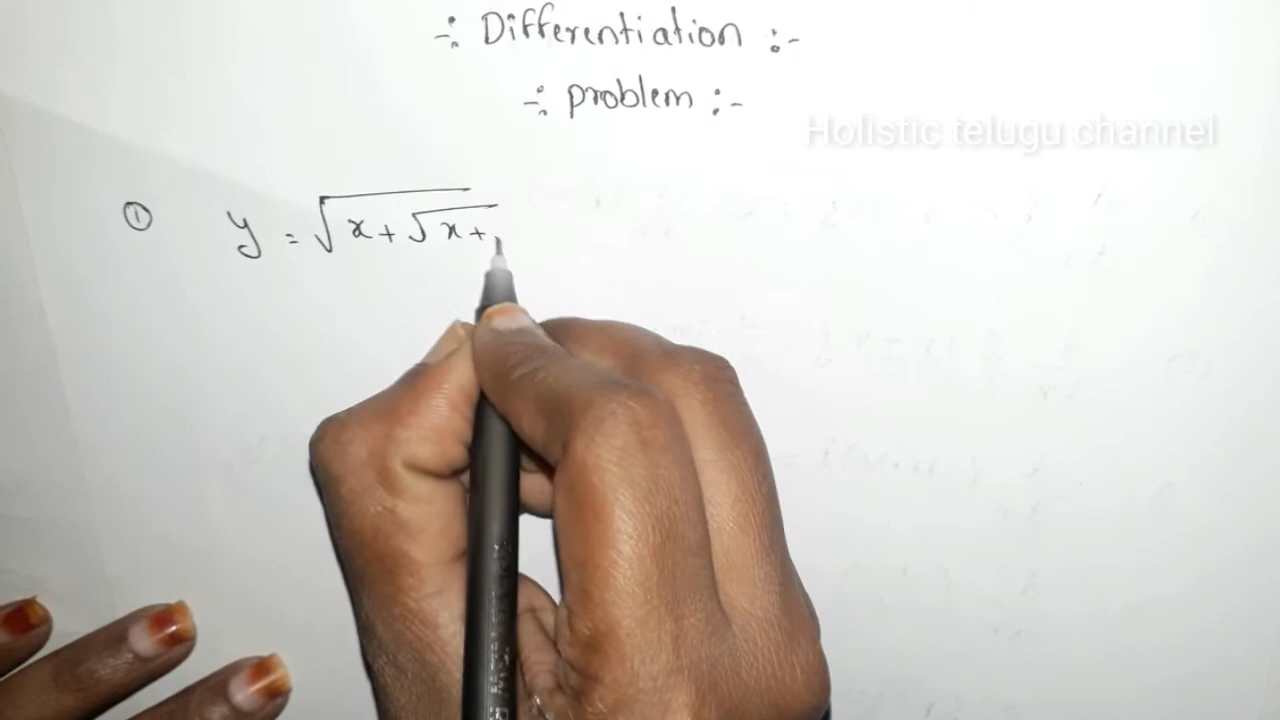 -: Differentiation :-
-: problem :-
Holistic telugu channel
① y = √x + √x +